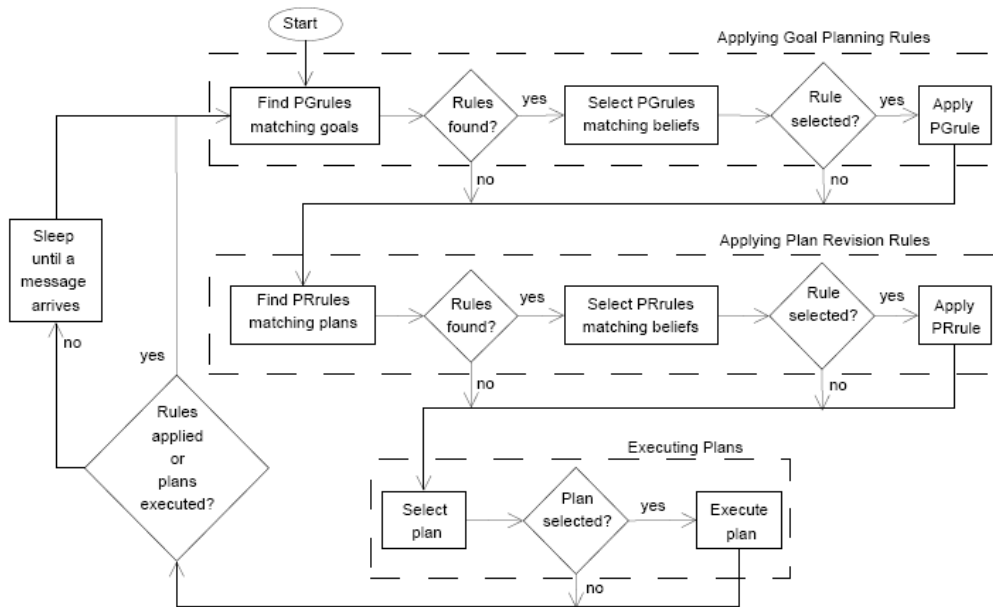 Start
Applying Goal Planning Rules
Find PGrules
matching goals
Rules
found?
yes
Select PGrules
matching beliefs
Rule
selected?
yes
Apply
PGrule
no
no
Sleep
until a
message
arrives
Applying Plan Revision Rules
Find PRrules
matching plans
Rules
found?
yes
Select PRrules
matching beliefs
Rule
selected?
yes
Apply
PRrule
no
yes
no
no
Rules
applied
or
plans
executed?
Executing Plans
Select
plan
Plan
selected?
yes
Execute
plan
no